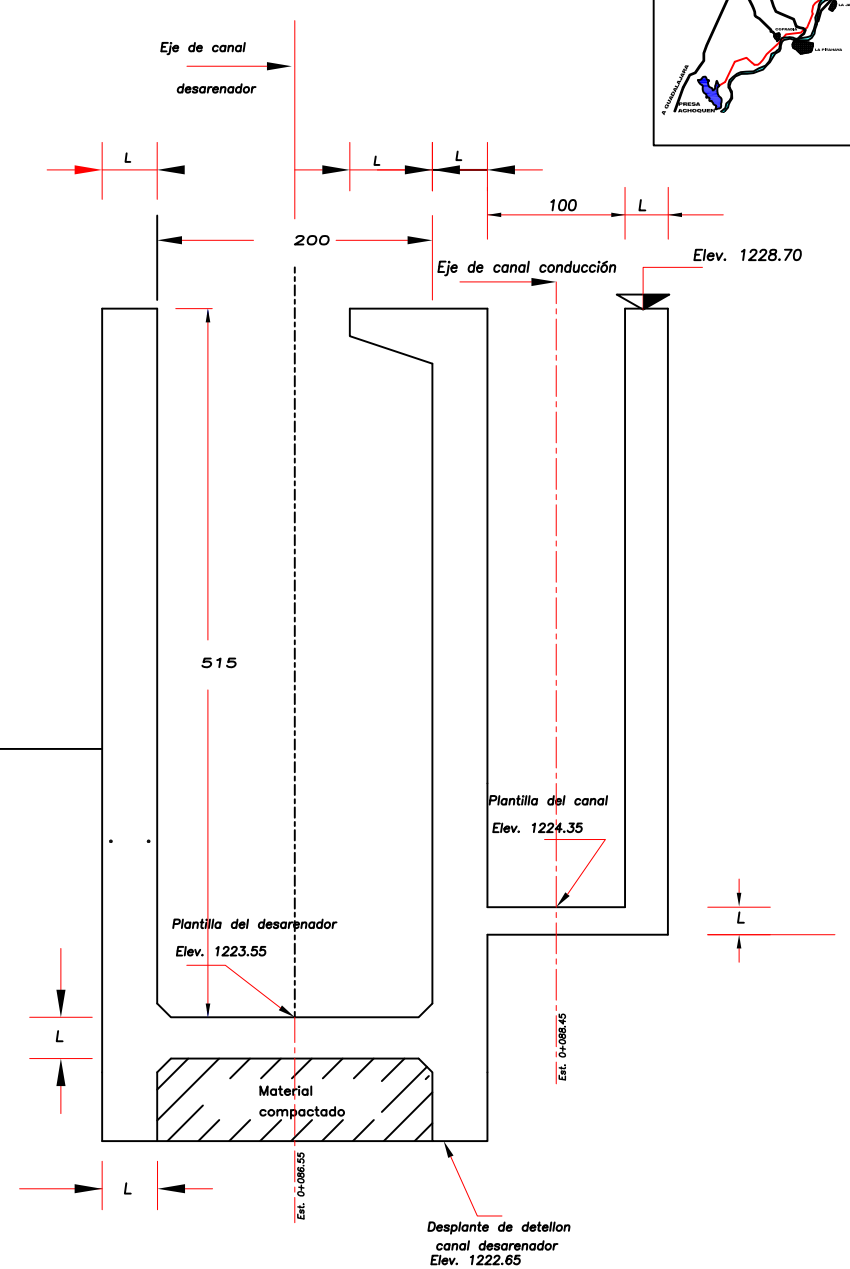 Eje de canal
desarenador
COFRADIA
LA PITAHAYA
A GUADALAJARA
PRESA
ACHOQUEN
L
L
L
100
L
200
Eje de canal conducción
Elev. 1228.70
515
Plantilla del canal
Elev. 1224.35
Plantilla del desarenador
Elev. 1223.55
L
L
Est. 0+088.45
Material
compactado
Est. 0+086.55
L
Desplante de detellon
canal desarenador
Elev. 1222.65